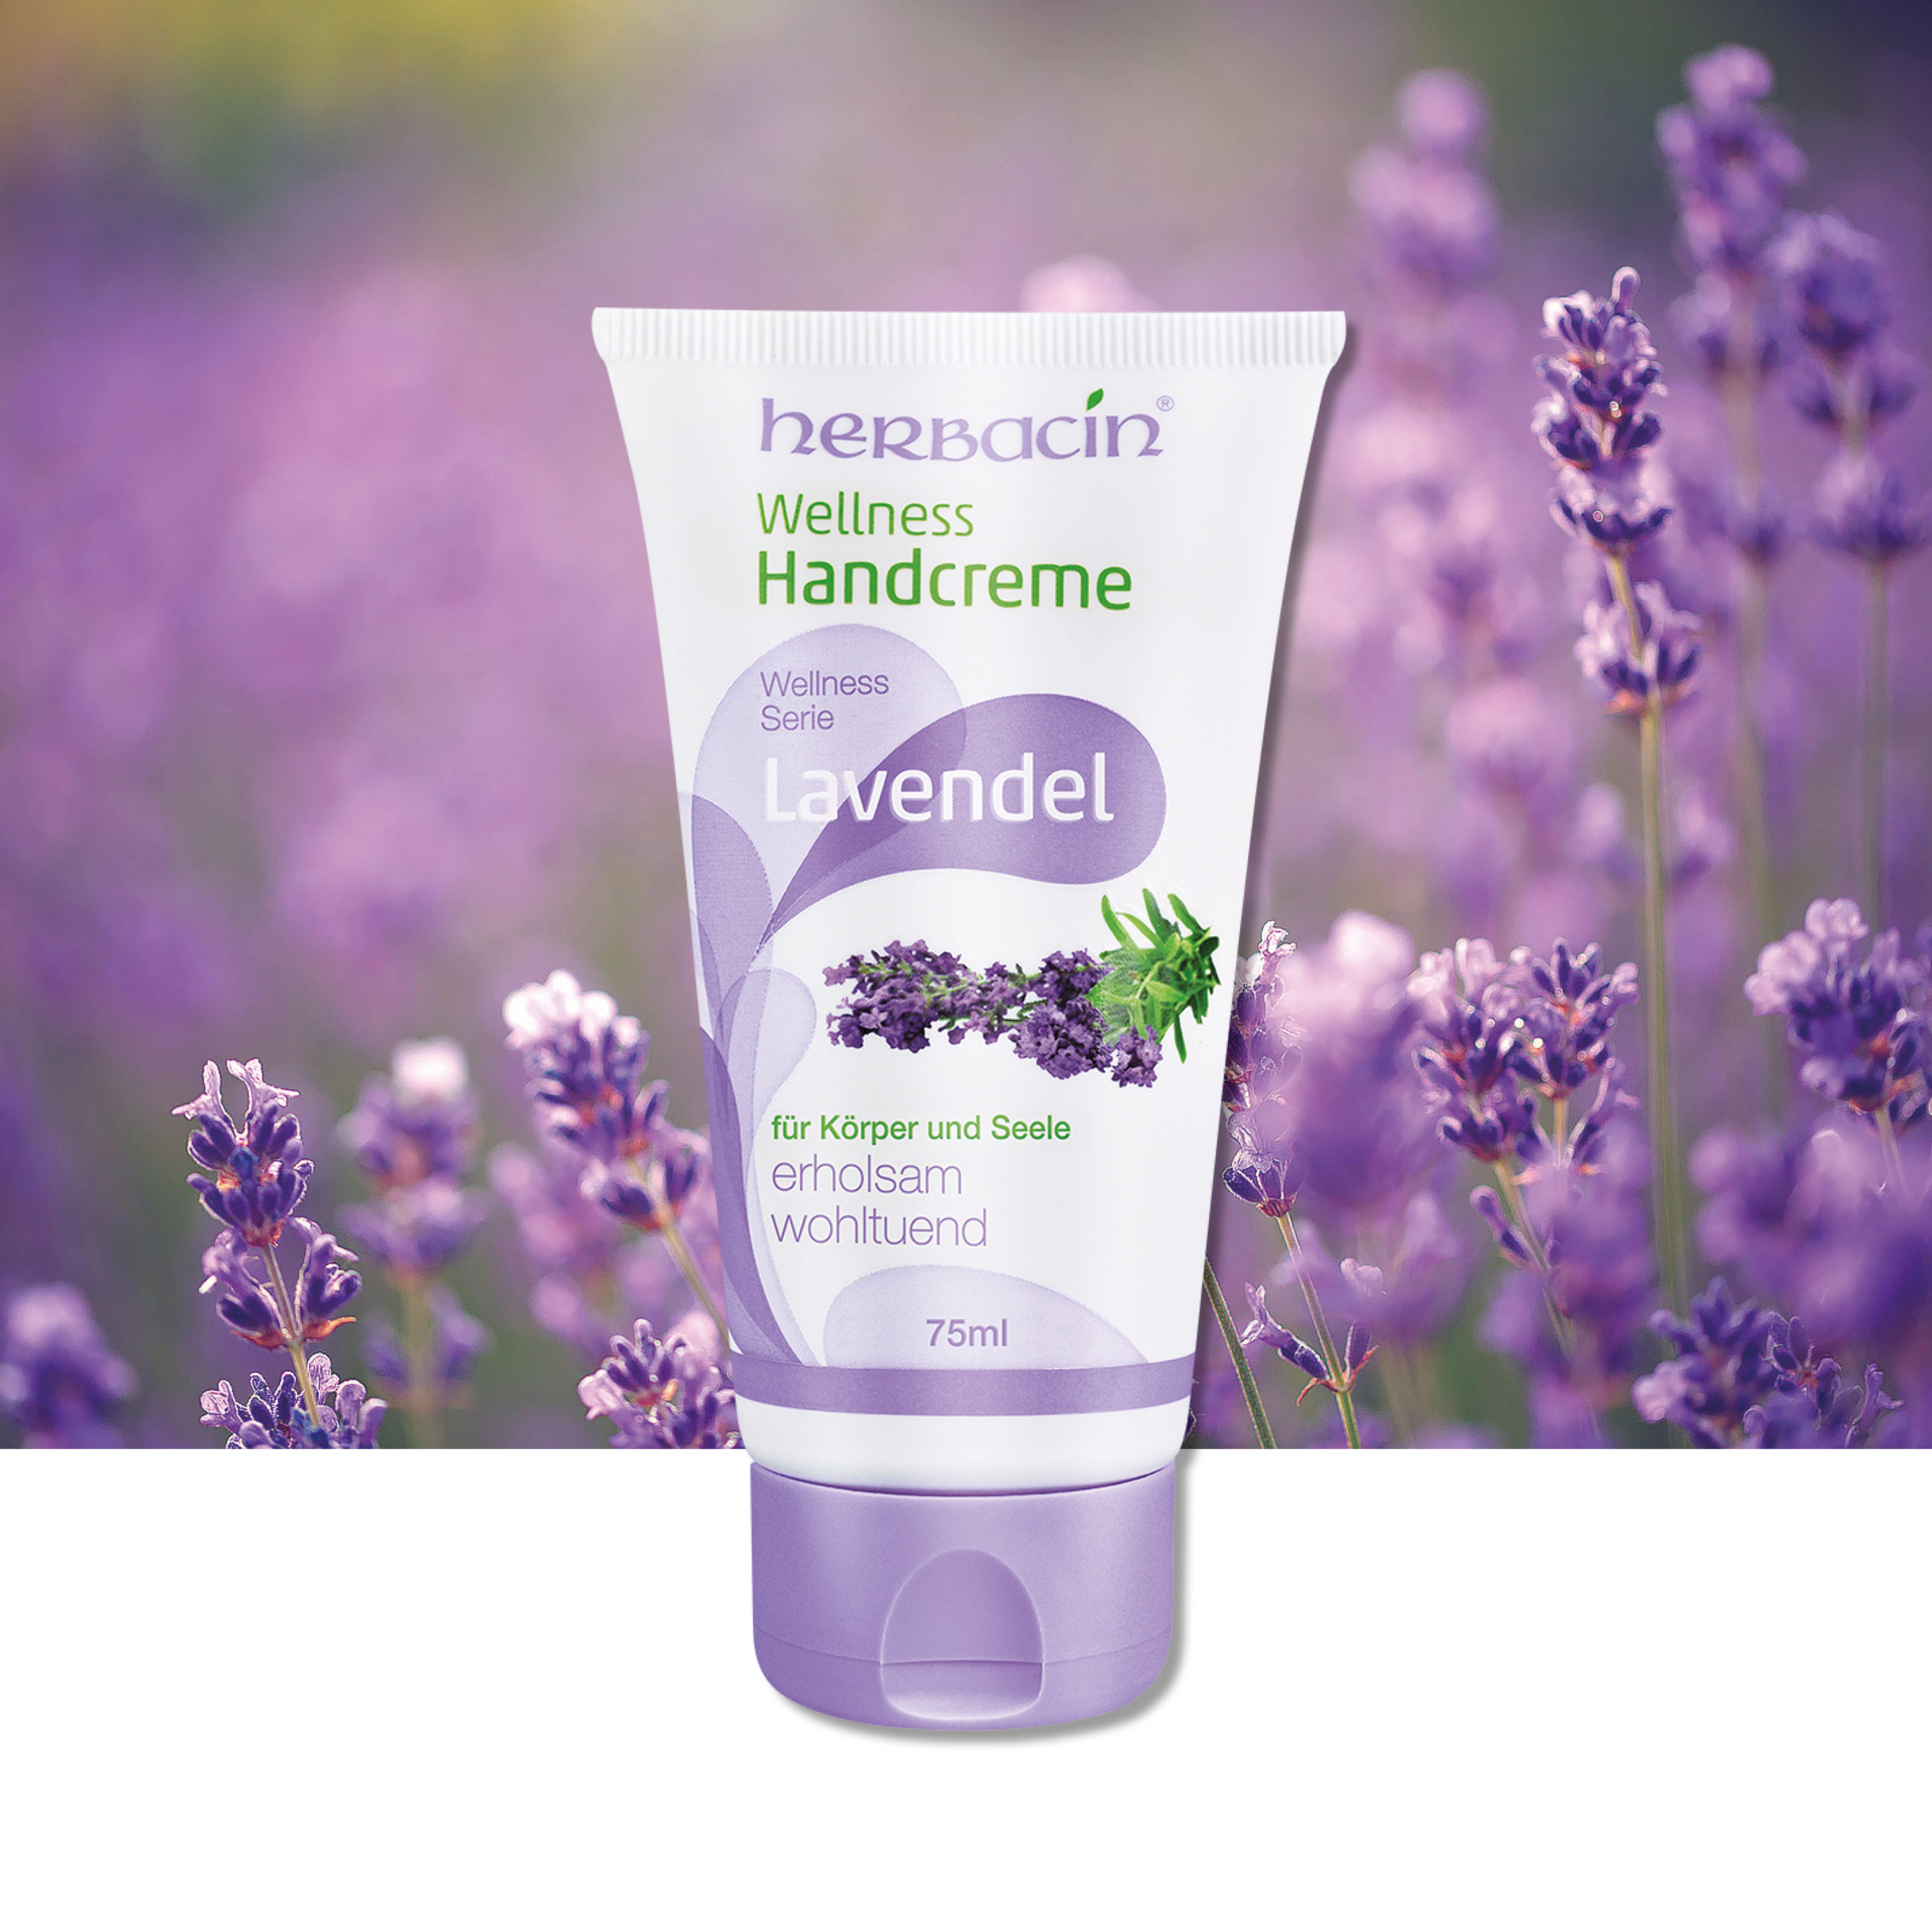 herbacin®
Wellness
Handcreme
Wellness
Serie
Lavendel
für Körper und Seele
erholsam
wohltuend
75ml